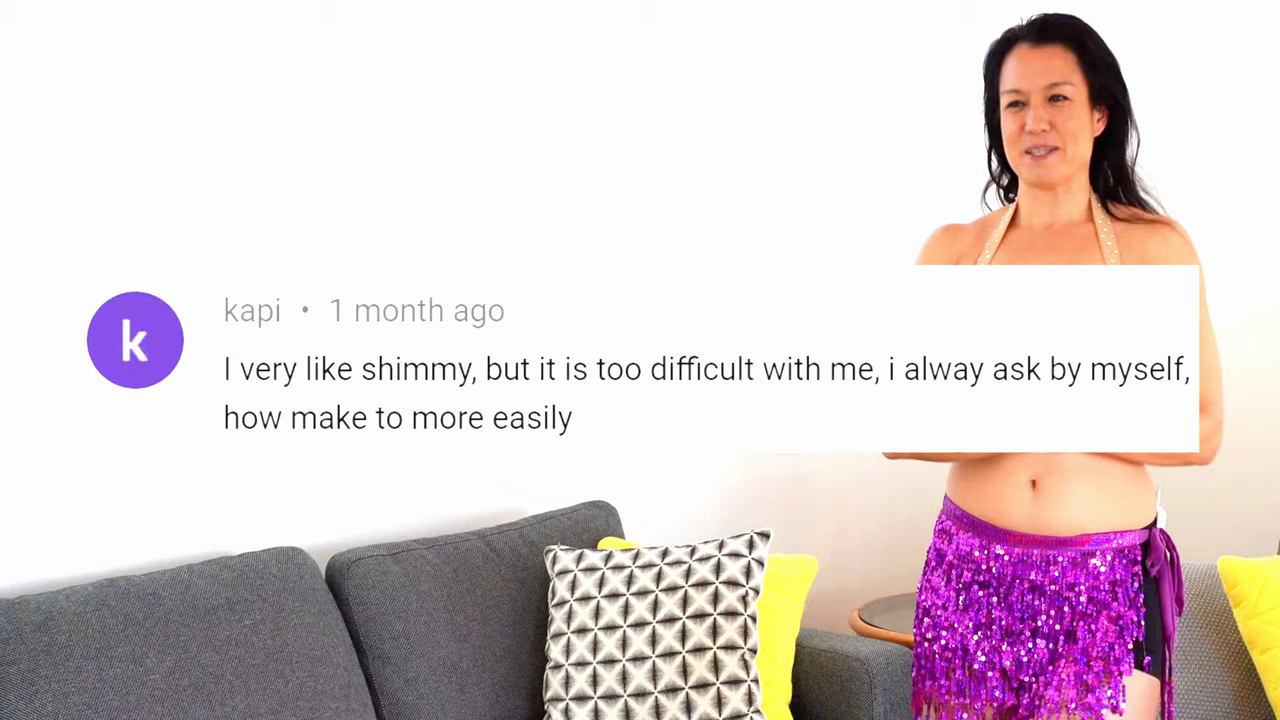 k
kapi • 1 month ago
I very like shimmy, but it is too difficult with me, i alway ask by myself,
how make to more easily